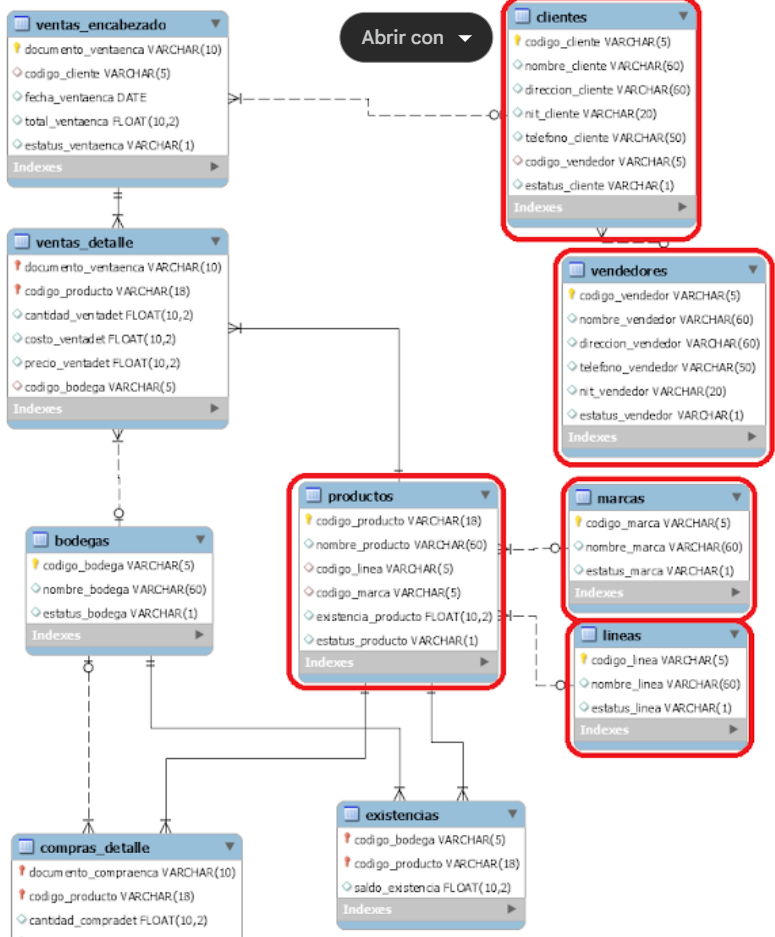 ventas_encabezado
documento_ventaenca VARCHAR(10)
codigo_cliente VARCHAR(5)
fecha_ventaenca DATE
total_ventaenca FLOAT(10,2)
estatus_ventaenca VARCHAR(1)
Indexes
Abrir con
clientes
codigo_cliente VARCHAR(5)
nombre_cliente VARCHAR(60)
direccion_cliente VARCHAR(60)
nit_cliente VARCHAR(20)
telefono_cliente VARCHAR(50)
codigo_vendedor VARCHAR(5)
estatus_cliente VARCHAR(1)
Indexes
ventas_detalle
documento_ventaenca VARCHAR(10)
codigo_producto VARCHAR(18)
cantidad_ventadet FLOAT(10,2)
costo_ventadet FLOAT(10,2)
precio_ventadet FLOAT(10,2)
codigo_bodega VARCHAR(5)
Indexes
vendedores
codigo_vendedor VARCHAR(5)
nombre_vendedor VARCHAR(60)
direccion_vendedor VARCHAR(60)
telefono_vendedor VARCHAR(50)
nit_vendedor VARCHAR(20)
estatus_vendedor VARCHAR(1)
Indexes
productos
codigo_producto VARCHAR(18)
nombre_producto VARCHAR(60)
codigo_linea VARCHAR(5)
codigo_marca VARCHAR(5)
existencia_producto FLOAT(10,2)
estatus_producto VARCHAR(1)
Indexes
marcas
codigo_marca VARCHAR(5)
nombre_marca VARCHAR(60)
estatus_marca VARCHAR(1)
Indexes
bodegas
codigo_bodega VARCHAR(5)
nombre_bodega VARCHAR(60)
estatus_bodega VARCHAR(1)
Indexes
lineas
codigo_linea VARCHAR(5)
nombre_linea VARCHAR(60)
estatus_linea VARCHAR(1)
Indexes
existencias
codigo_bodega VARCHAR(5)
codigo_producto VARCHAR(18)
saldo_existencia FLOAT(10,2)
Indexes
compras_detalle
documento_compraenca VARCHAR(10)
codigo_producto VARCHAR(18)
cantidad_compradet FLOAT(10,2)